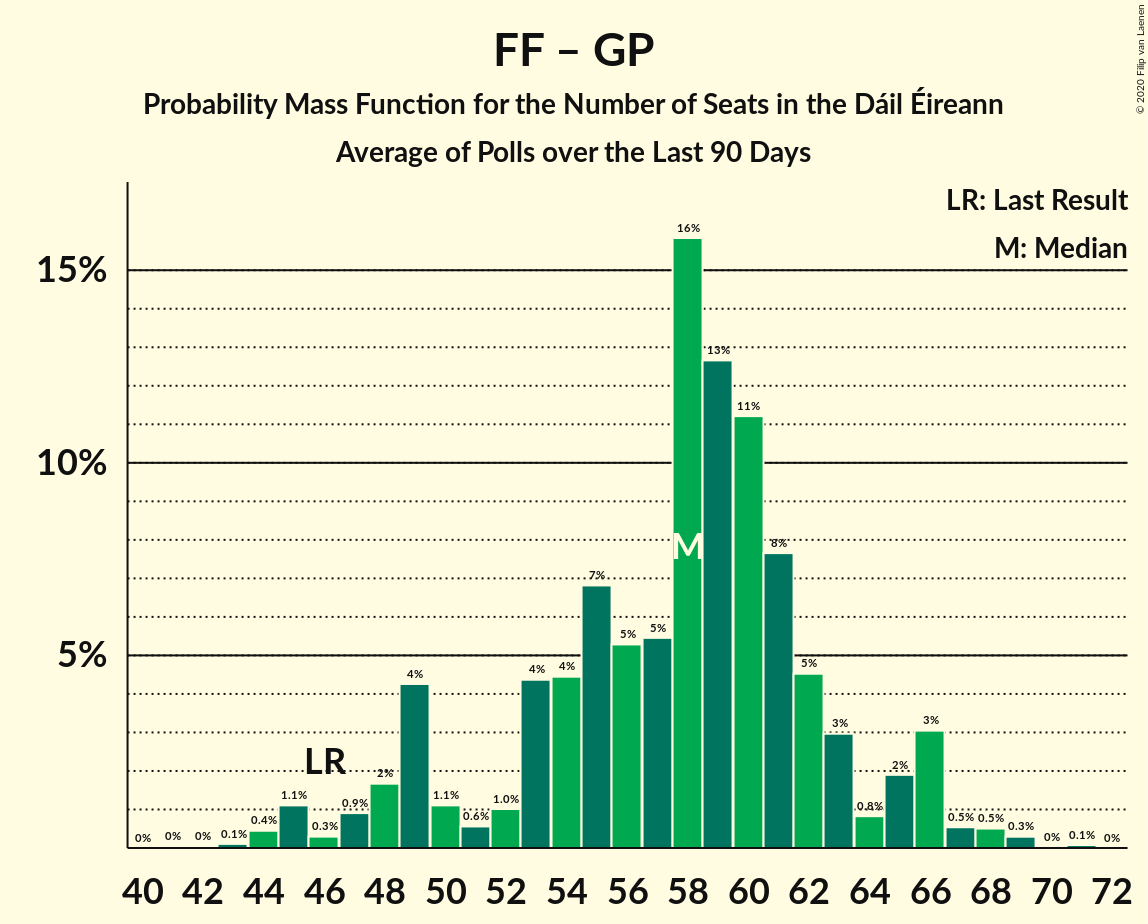 FF – GP
Probability Mass Function for the Number of Seats in the Dáil Éireann
Average of Polls over the Last 90 Days
© 2020 Filip van Laenen
LR: Last Result
M: Median
15%
10%
5%
0% 0% 0% 0.1% 0.4% 1.1% 0.3% 0.9% 2% 4% 1.1% 0.6% 1.0% 4% 4% 7% 5% 5% 16% 13% 11% 8% 5% 3% 0.8% 2% 3% 0.5% 0.5% 0.3% 0% 0.1% 0%
LR
M
40 42 44 46 48 50 52 54 56 58 60 62 64 66 68 70 72